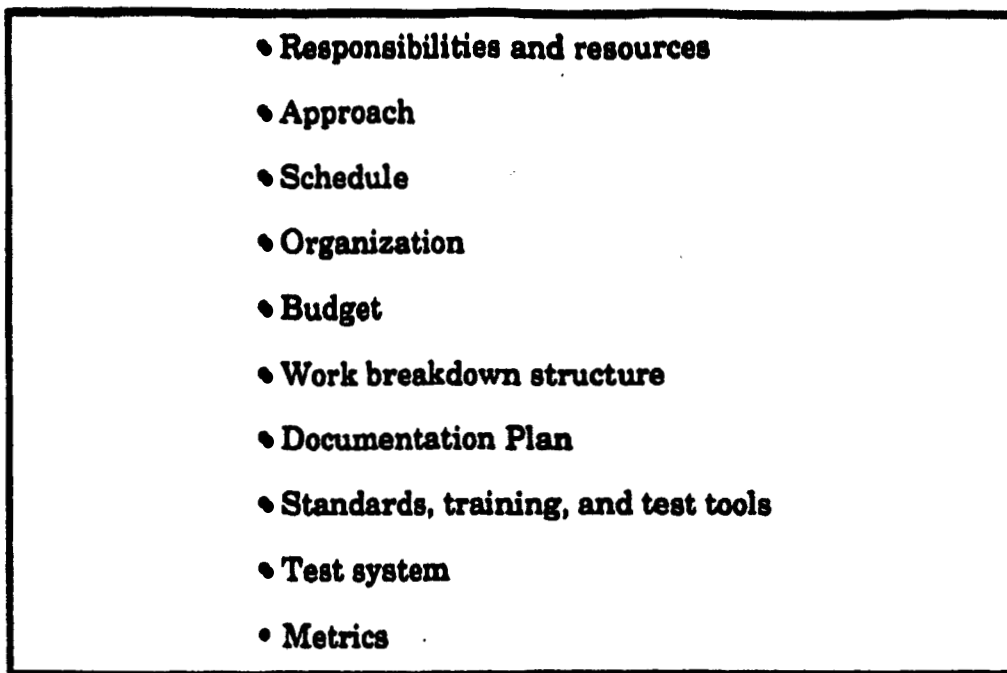 • Responsibilities and resources
• Approach
• Schedule
• Organization
• Budget
• Work breakdown structure
• Documentation Plan
• Standards, training, and test tools
• Test system
• Metrics